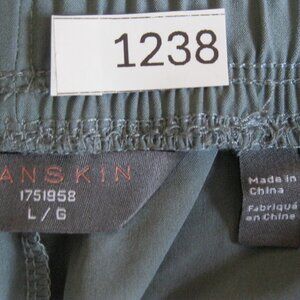 1238
ANSKIN
1751958
L / G
Made in
China
Fabriqué
en Chine